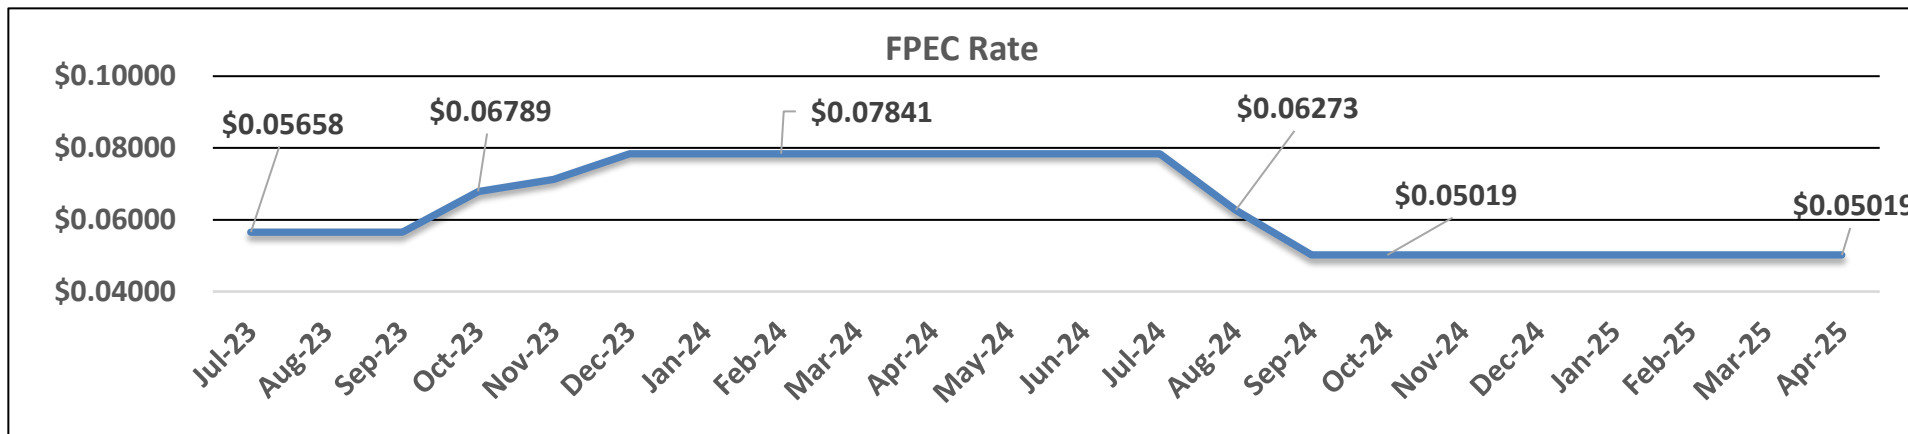 FPEC Rate
$0.10000
$0.05658
$0.06789
$0.07841
$0.06273
$0.08000
$0.05019
$0.05019
$0.06000
$0.04000
Jul-23
Aug-23
Sep-23
Oct-23
Nov-23
Dec-23
Jan-24
Feb-24
Mar-24
Apr-24
May-24
Jun-24
Jul-24
Aug-24
Sep-24
Oct-24
Nov-24
Dec-24
Jan-25
Feb-25
Mar-25
Apr-25